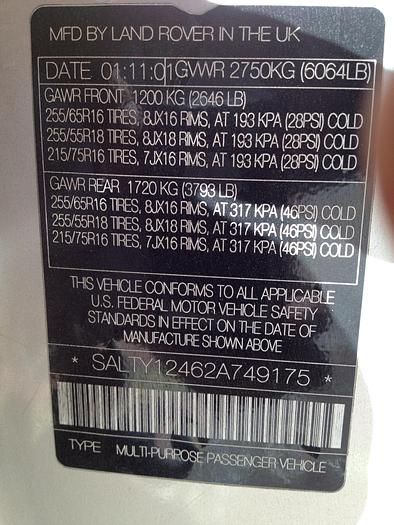 MFD BY LAND ROVER IN THE UK
DATE 01:11:01 GVWR 2750KG (6064LB)
GAWR FRONT 1200 KG (2646 LB)
255/65R16 TIRES, 8JX16 RIMS, AT 193 KPA (28PSI) COLD
255/55R18 TIRES, 8JX18 RIMS, AT 193 KPA (28PSI) COLD
215/75R16 TIRES, 7JX16 RIMS, AT 193 KPA (28PSI) COLD
GAWR REAR 1720 KG (3793 LB)
255/65R16 TIRES, 8JX16 RIMS, AT 317 KPA (46PSI) COLD
255/55R18 TIRES, 8JX18 RIMS, AT 317 KPA (46PSI) COLD
215/75R16 TIRES, 7JX16 RIMS, AT 317 KPA (46PSI) COLD
THIS VEHICLE CONFORMS TO ALL APPLICABLE
U.S. FEDERAL MOTOR VEHICLE SAFETY
STANDARDS IN EFFECT ON THE DATE OF
MANUFACTURE SHOWN ABOVE
* SALTY12462A749175 *
TYPE MULTI-PURPOSE PASSENGER VEHICLE